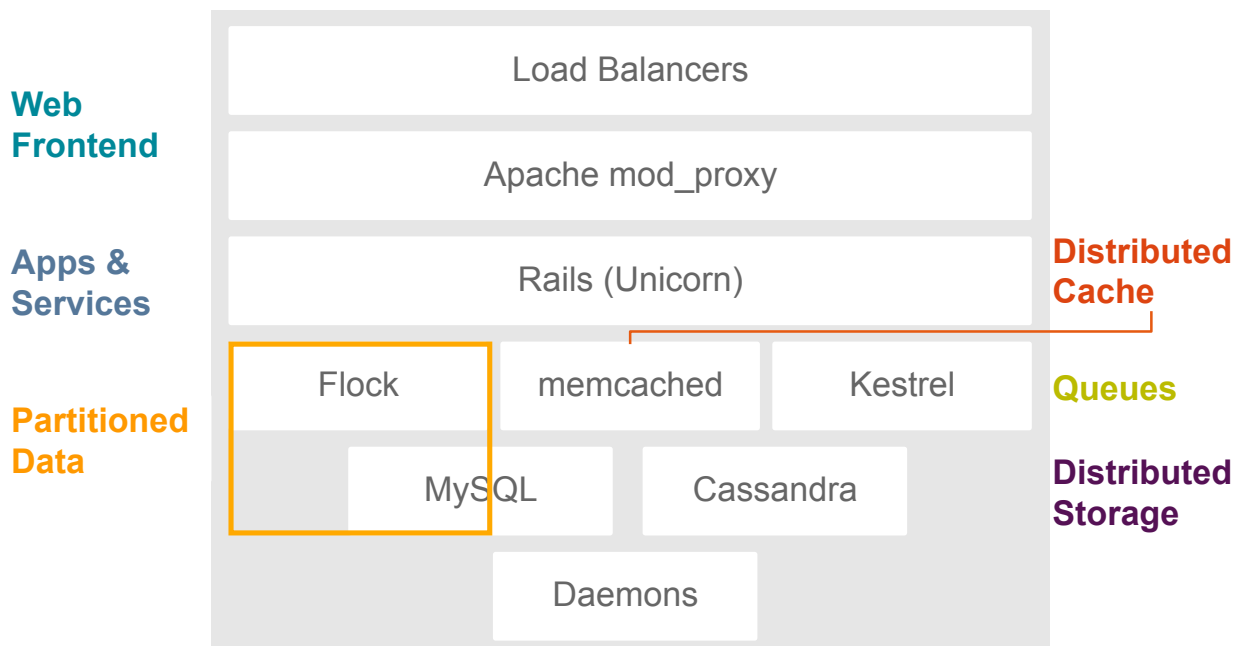 Load Balancers
Web
Frontend
Apache mod_proxy
Apps &
Services
Rails (Unicorn)
Distributed
Cache
Flock
memcached
Kestrel
Queues
Partitioned
Data
MySQL
Cassandra
Distributed
Storage
Daemons